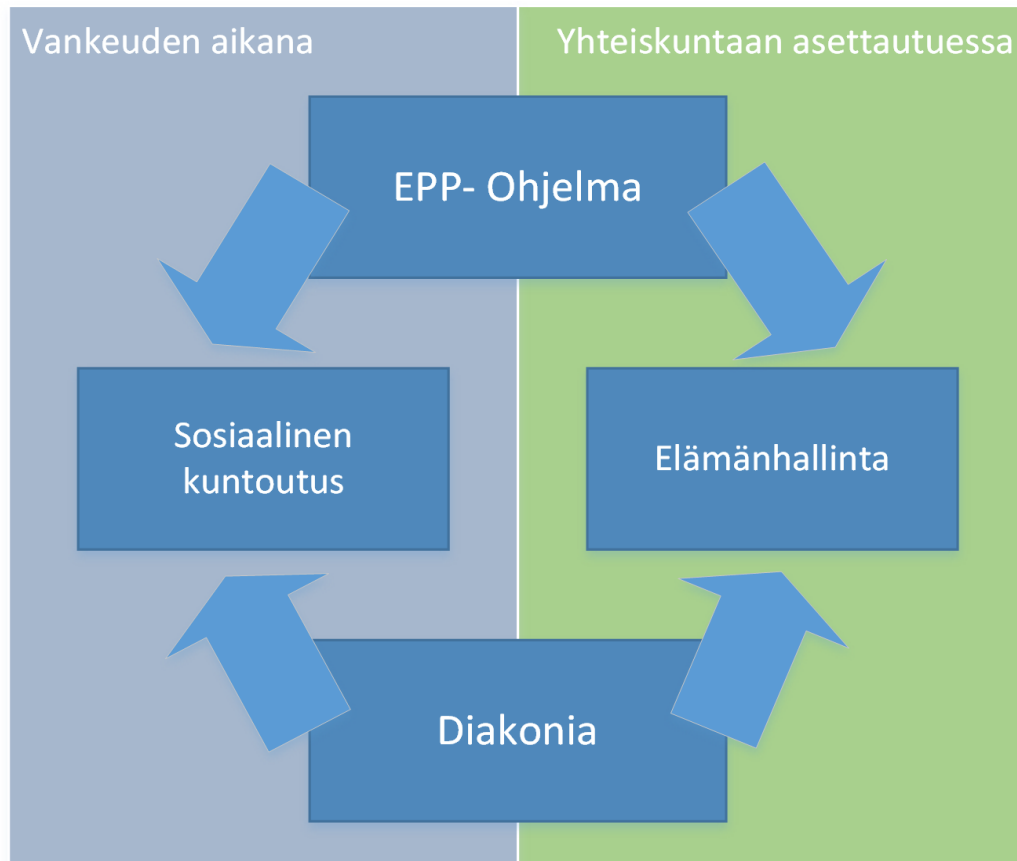 Vankeuden aikana
Yhteiskuntaan asettautuessa
EPP- Ohjelma
Sosiaalinen
kuntoutus
Elämänhallinta
Diakonia